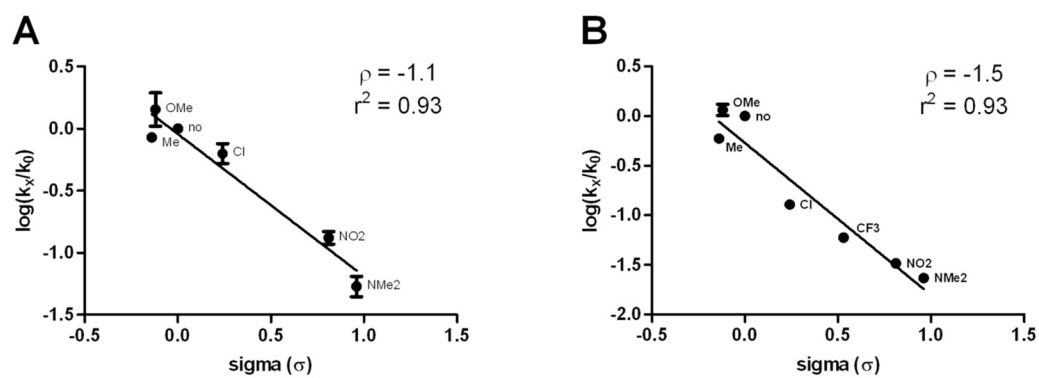 A
ρ = -1.1
r² = 0.93
log(kx/k0)
0.5
0.0
-0.5
-1.0
-1.5
OMe
no
Me
Cl
NO2
NMe2
-0.5 0.0 0.5 1.0 1.5
sigma (σ)
B
ρ = -1.5
r² = 0.93
log(kx/k0)
0.5
0.0
-0.5
-1.0
-1.5
-2.0
OMe
no
Me
Cl
CF3
NO2
NMe2
-0.5 0.0 0.5 1.0 1.5
sigma (σ)